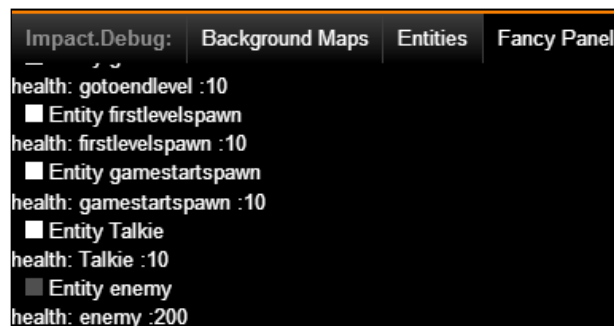 Impact.Debug: Background Maps Entities Fancy Panel
health: gotoendlevel :10
Entity firstlevelspawn
health: firstlevelspawn :10
Entity gamestartspawn
health: gamestartspawn :10
Entity Talkie
health: Talkie :10
Entity enemy
health: enemy :200